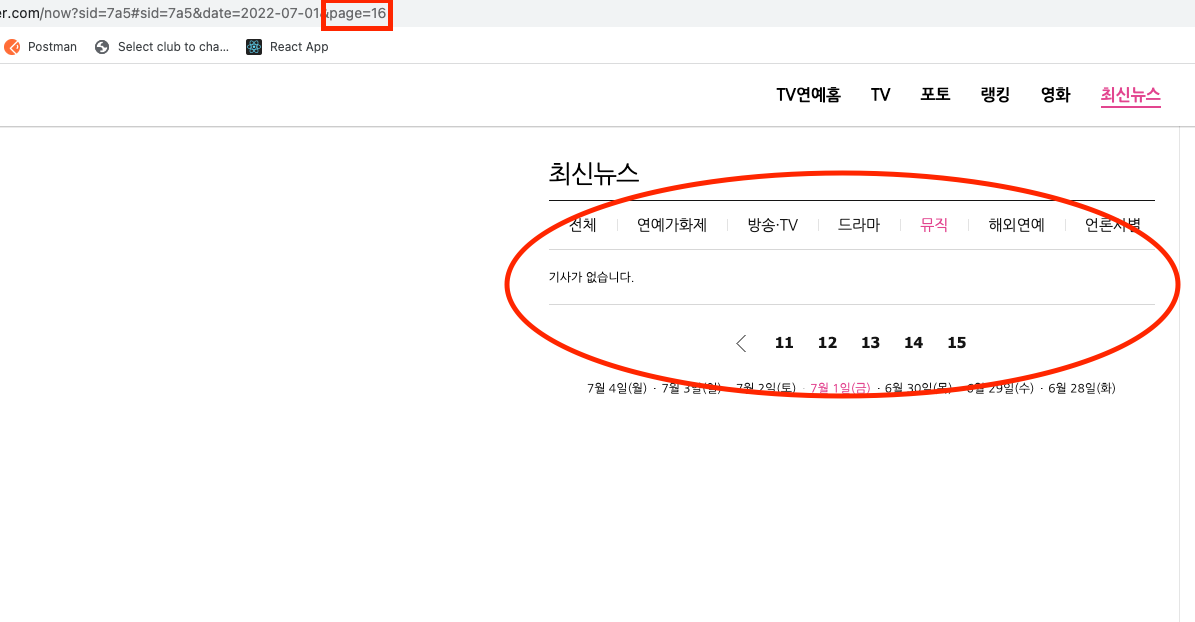 er.com/now?sid=7a5#sid=7a5&date=2022-07-01&page=16
Postman Select club to cha... React App
TV연예홈 TV 포토 랭킹 영화 최신뉴스
최신뉴스
전체 연예가화제 방송·TV 드라마 뮤직 해외연예 언론사별
기사가 없습니다.
11 12 13 14 15
7월 4일(월) · 7월 3일(일) · 7월 2일(토) · 7월 1일(금) · 6월 30일(목) · 6월 29일(수) · 6월 28일(화)